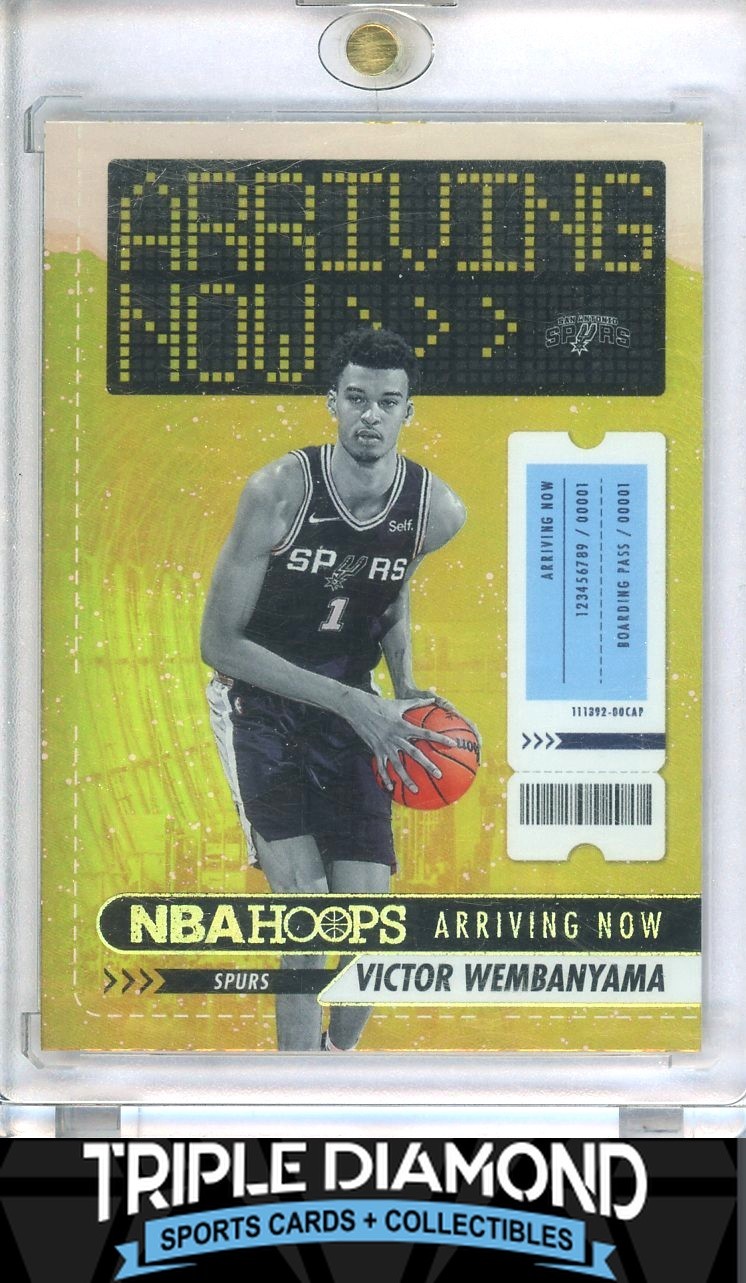 ARRIVING
NOW >>>
SAN ANTONIO
SPURS
ARRIVING NOW
123456789 / 00001
BOARDING PASS / 00001
111392-00CAP
>>>
Self.
SPURS
1
NBA HOOPS ARRIVING NOW
>>>> SPURS VICTOR WEMBANYAMA
TRIPLE DIAMOND
SPORTS CARDS + COLLECTIBLES